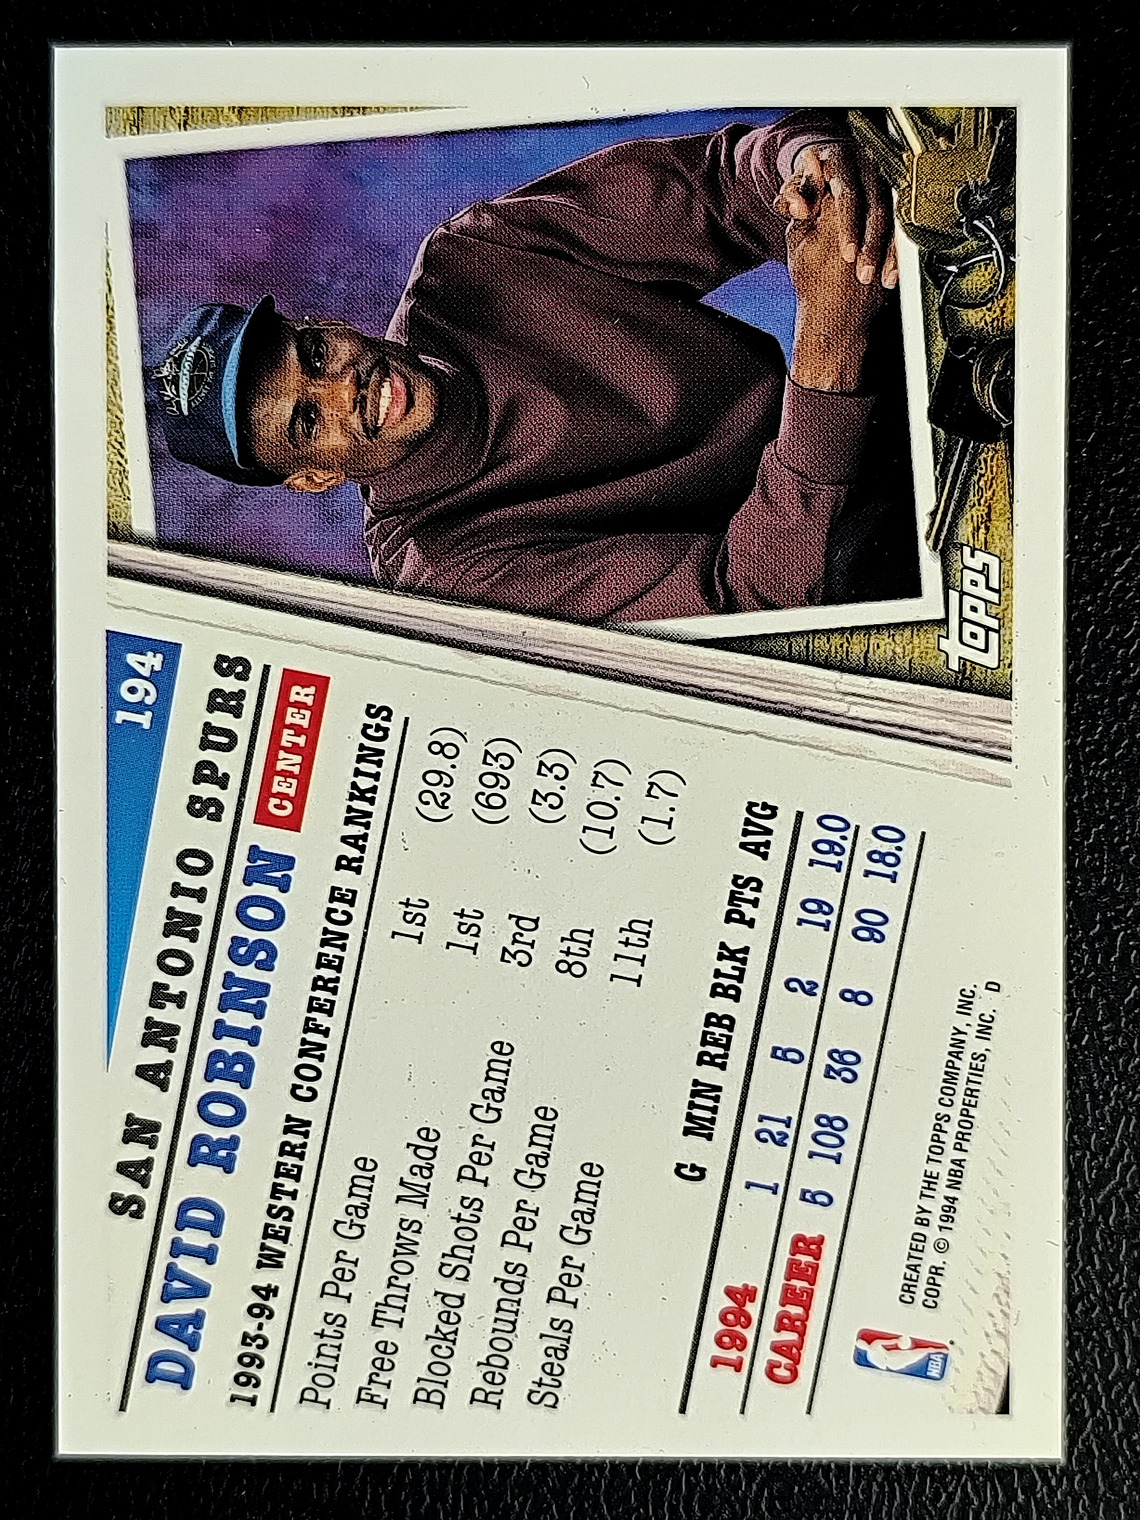 194
SAN ANTONIO SPURS
DAVID ROBINSON CENTER
1993-94 WESTERN CONFERENCE RANKINGS
Points Per Game 1st (29.8)
Free Throws Made 1st (693)
Blocked Shots Per Game 3rd (3.3)
Rebounds Per Game 8th (10.7)
Steals Per Game 11th (1.7)
G MIN REB BLK PTS AVG
1994 1 21 5 2 19 19.0
CAREER 5 108 36 8 90 18.0
NBA
CREATED BY THE TOPPS COMPANY, INC.
COPR. © 1994 NBA PROPERTIES, INC. D
TOPPS